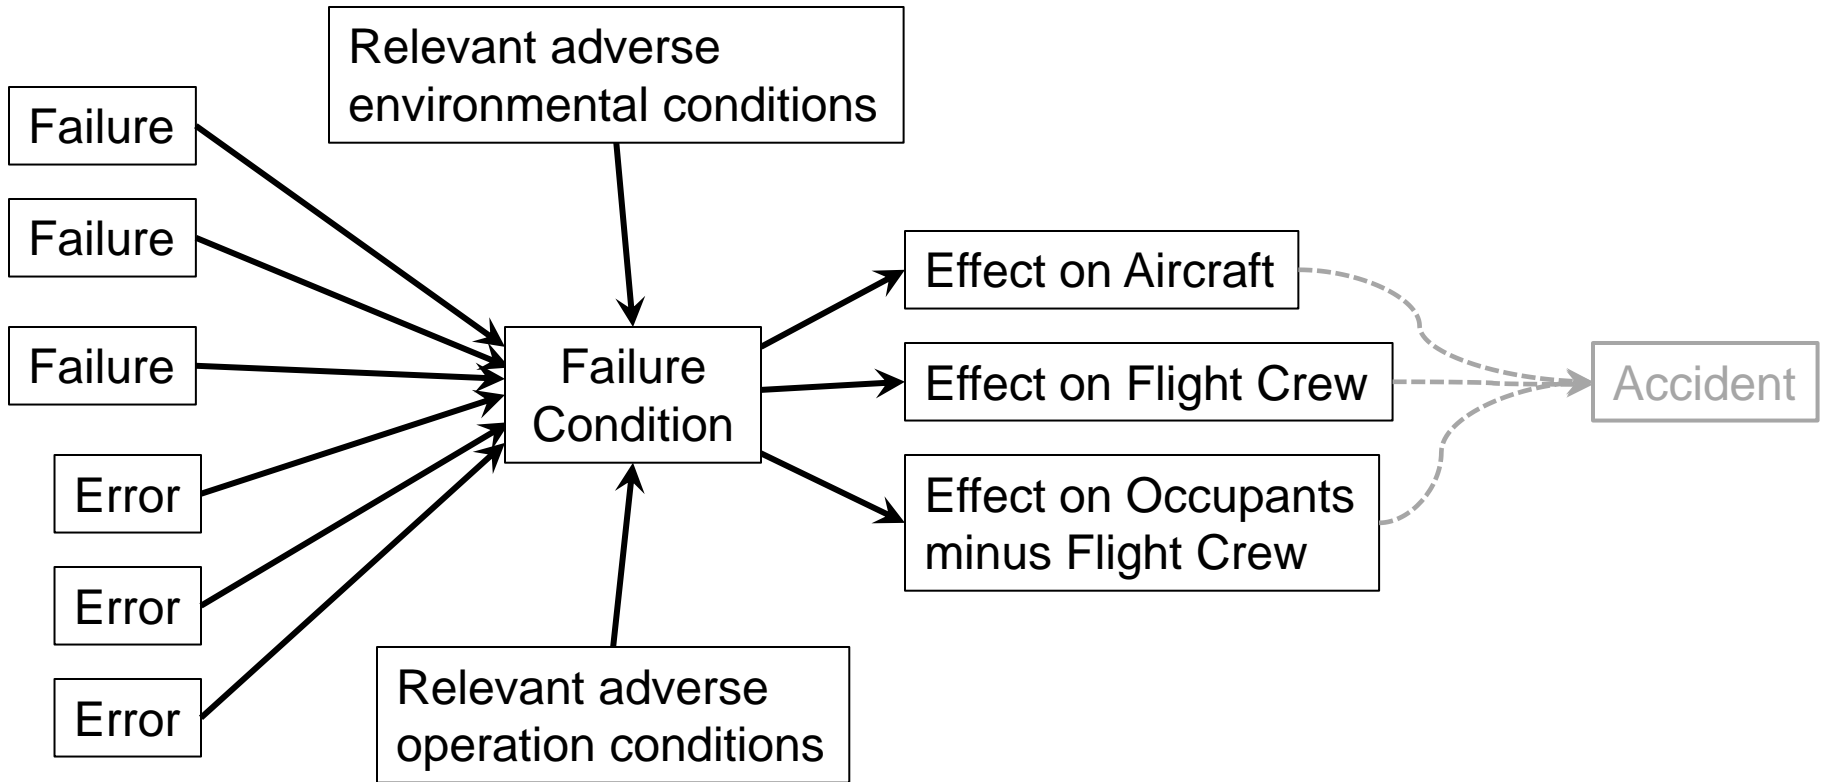 Relevant adverse
environmental conditions
Failure
Failure
Failure
Error
Error
Error
Failure
Condition
Relevant adverse
operation conditions
Effect on Aircraft
Effect on Flight Crew
Effect on Occupants
minus Flight Crew
Accident